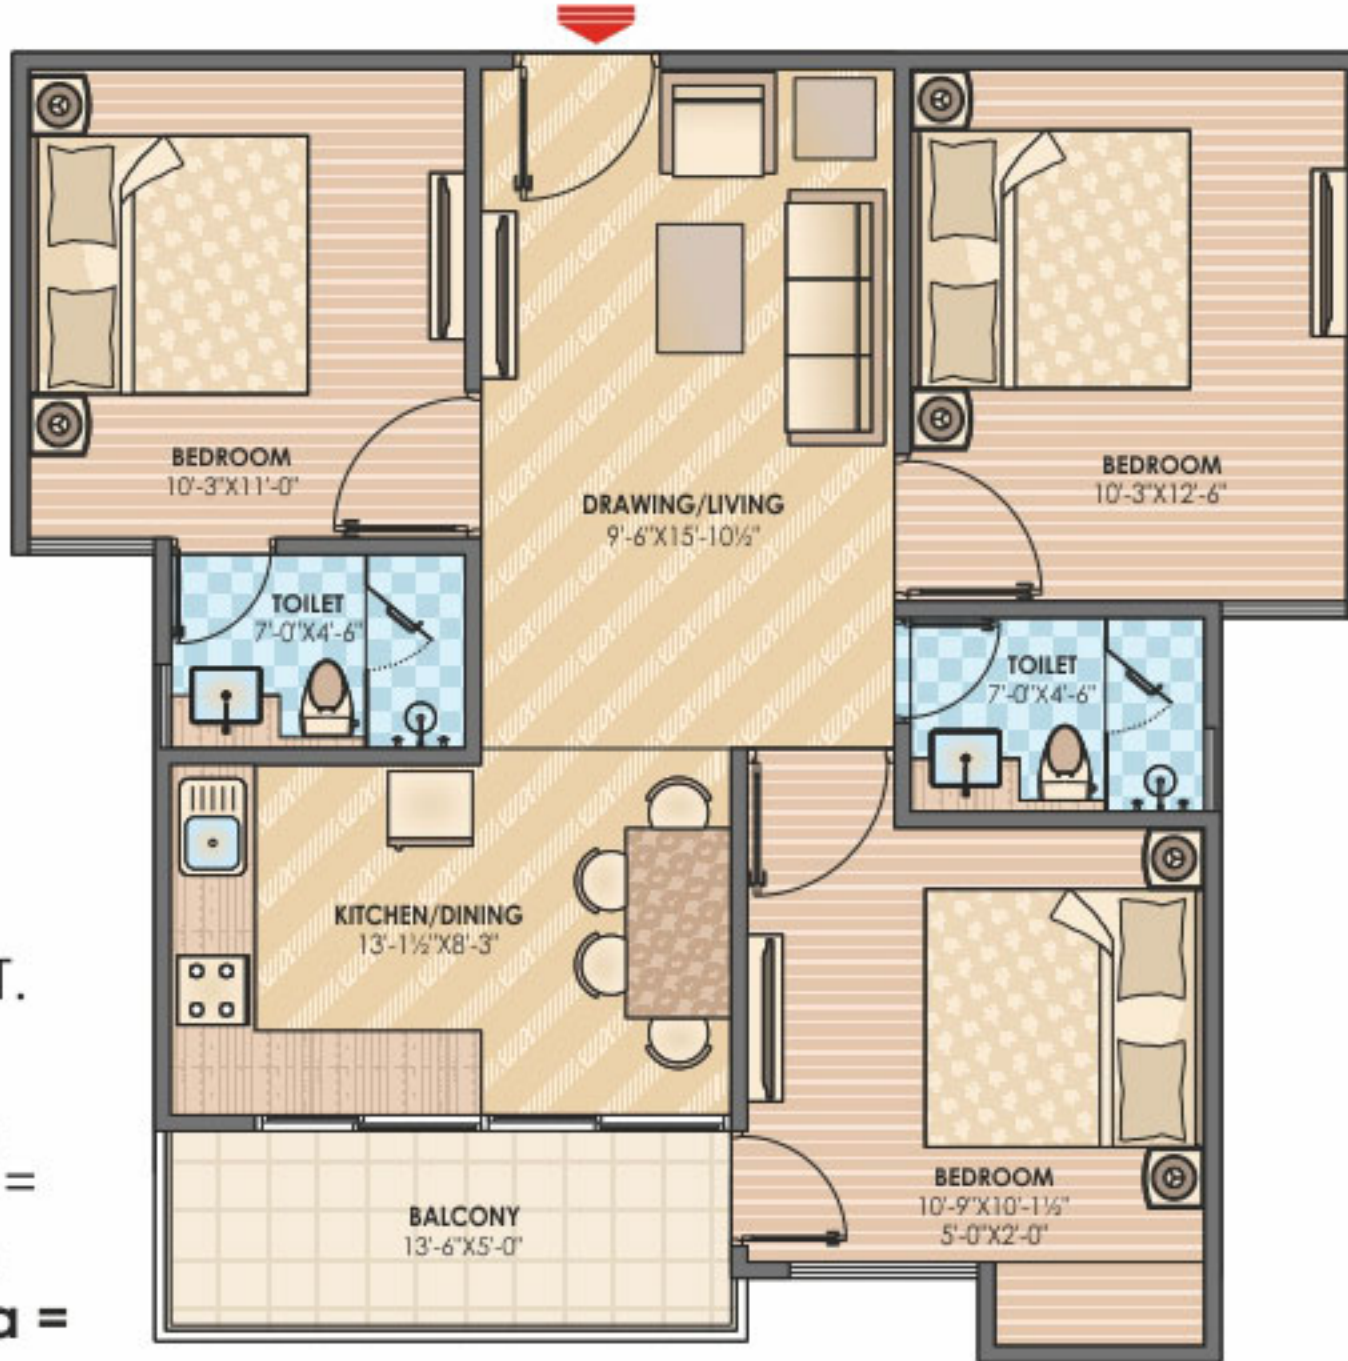 BEDROOM
10'-3"X11'-0"
DRAWING/LIVING
9'-6"X15'-10½"
BEDROOM
10'-3"X12'-6"
TOILET
7'-0"X4'-6"
TOILET
7'-0"X4'-6"
KITCHEN/DINING
13'-1½"X8'-3"
T.
=
BEDROOM
10'-9"X10'-1½"
5'-0"X2'-0"
BALCONY
13'-6"X5'-0"
a =